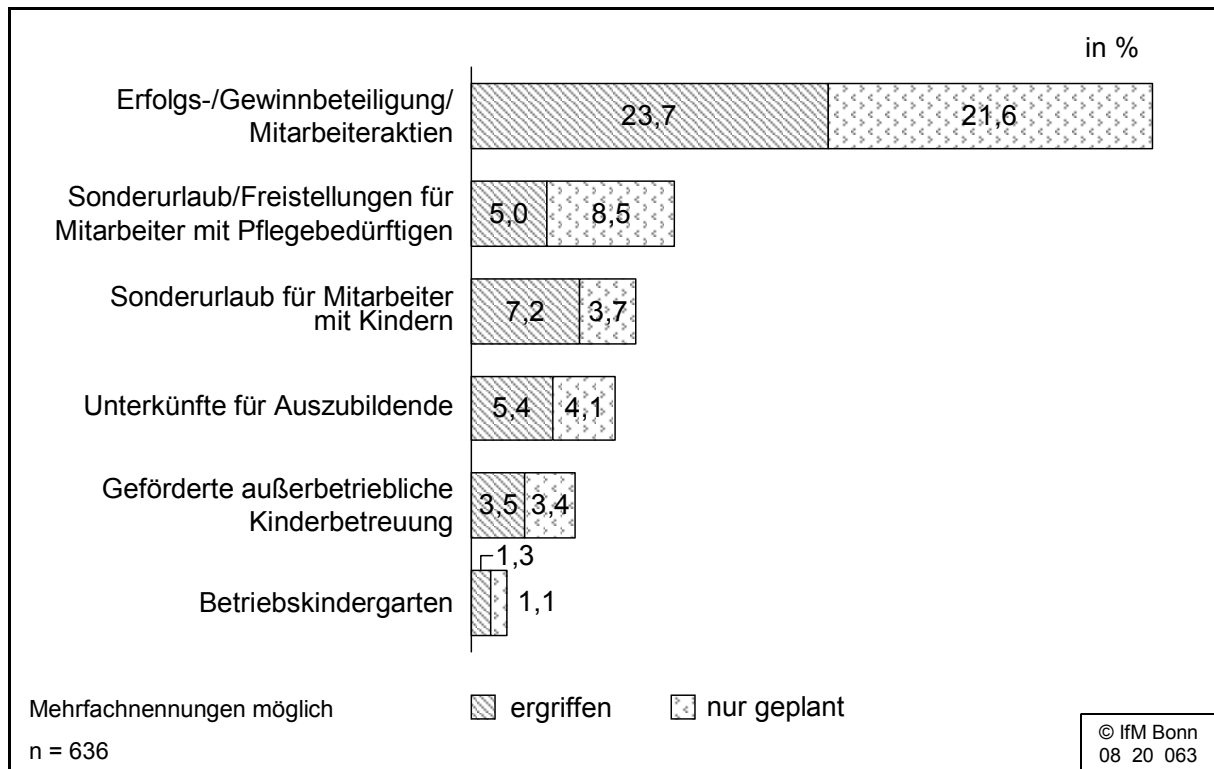 in %
Erfolgs-/Gewinnbeteiligung/
Mitarbeiteraktien
23,7
21,6
Sonderurlaub/Freistellungen für
Mitarbeiter mit Pflegebedürftigen
5,0
8,5
Sonderurlaub für Mitarbeiter
mit Kindern
7,2
3,7
Unterkünfte für Auszubildende
5,4
4,1
Geförderte außerbetriebliche
Kinderbetreuung
3,5
3,4
Betriebskindergarten
1,3
1,1
Mehrfachnennungen möglich
n = 636
ergriffen
nur geplant
© IfM Bonn
08 20 063